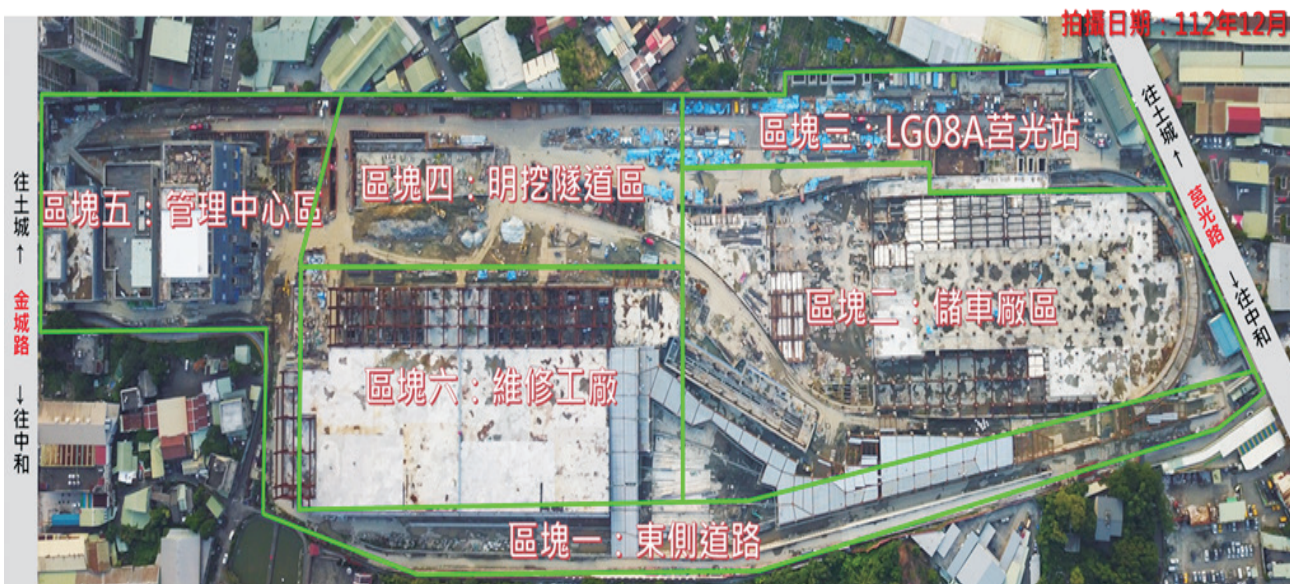 拍攝日期：112年12月
往土城↑
區塊三：LG08A莒光站
區塊四：明挖隧道區
往土城↑
區塊五：管理中心區
莒光路
金城路
區塊二：儲車廠區
↓往中和
區塊六：維修工廠
↓往中和
區塊一：東側道路